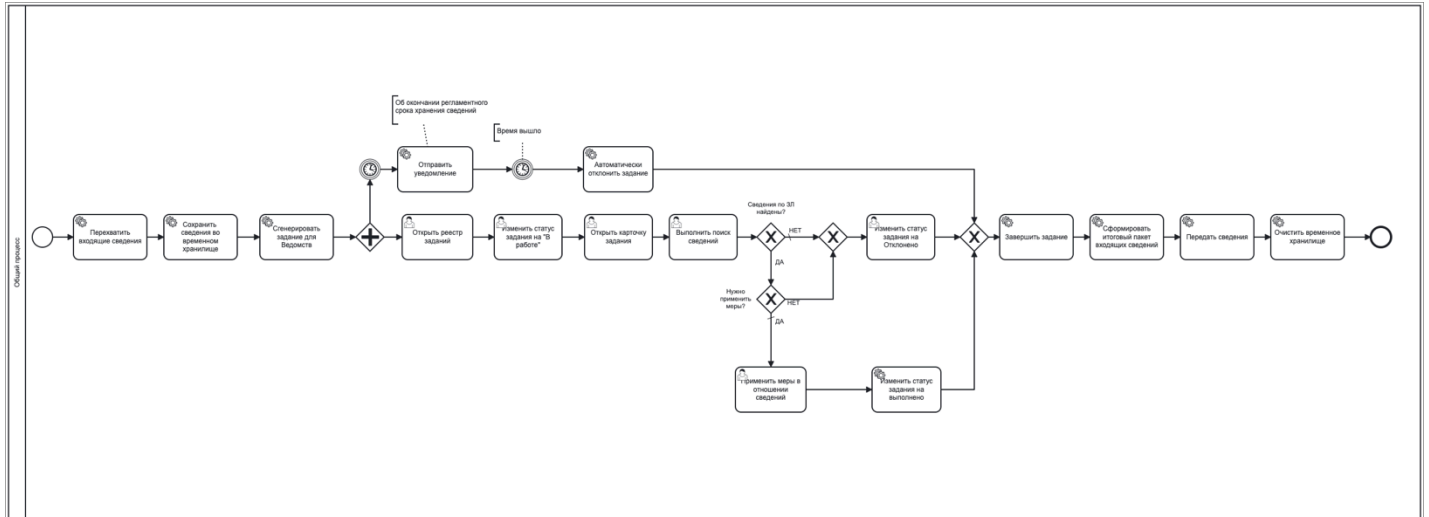 Общий процесс
Об окончании регламентного
срока хранения сведений
Время вышло
Отправить
уведомление
Автоматически
отклонить задание
Перехватить
входящие сведения
Сохранить
сведения во
временном
хранилище
Сгенерировать
задание для
Ведомств
Открыть реестр
заданий
Изменить статус
задания на "В
работе"
Открыть карточку
задания
Выполнить поиск
сведений
Сведения по ЗЛ
найдены?
НЕТ
ДА
Изменить статус
задания на
Отклонено
Завершить задание
Сформировать
итоговый пакет
входящих сведений
Передать сведения
Очистить временное
хранилище
Нужно
применить
меры?
НЕТ
ДА
Применить меры в
отношении
сведений
Изменить статус
задания на
выполнено